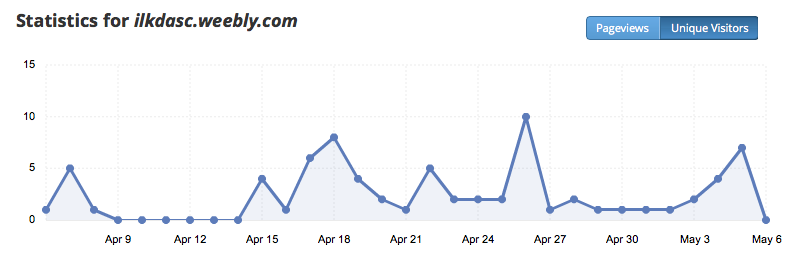 Statistics for ilkdasc.weebly.com
Pageviews Unique Visitors
15
10
5
0
Apr 9 Apr 12 Apr 15 Apr 18 Apr 21 Apr 24 Apr 27 Apr 30 May 3 May 6